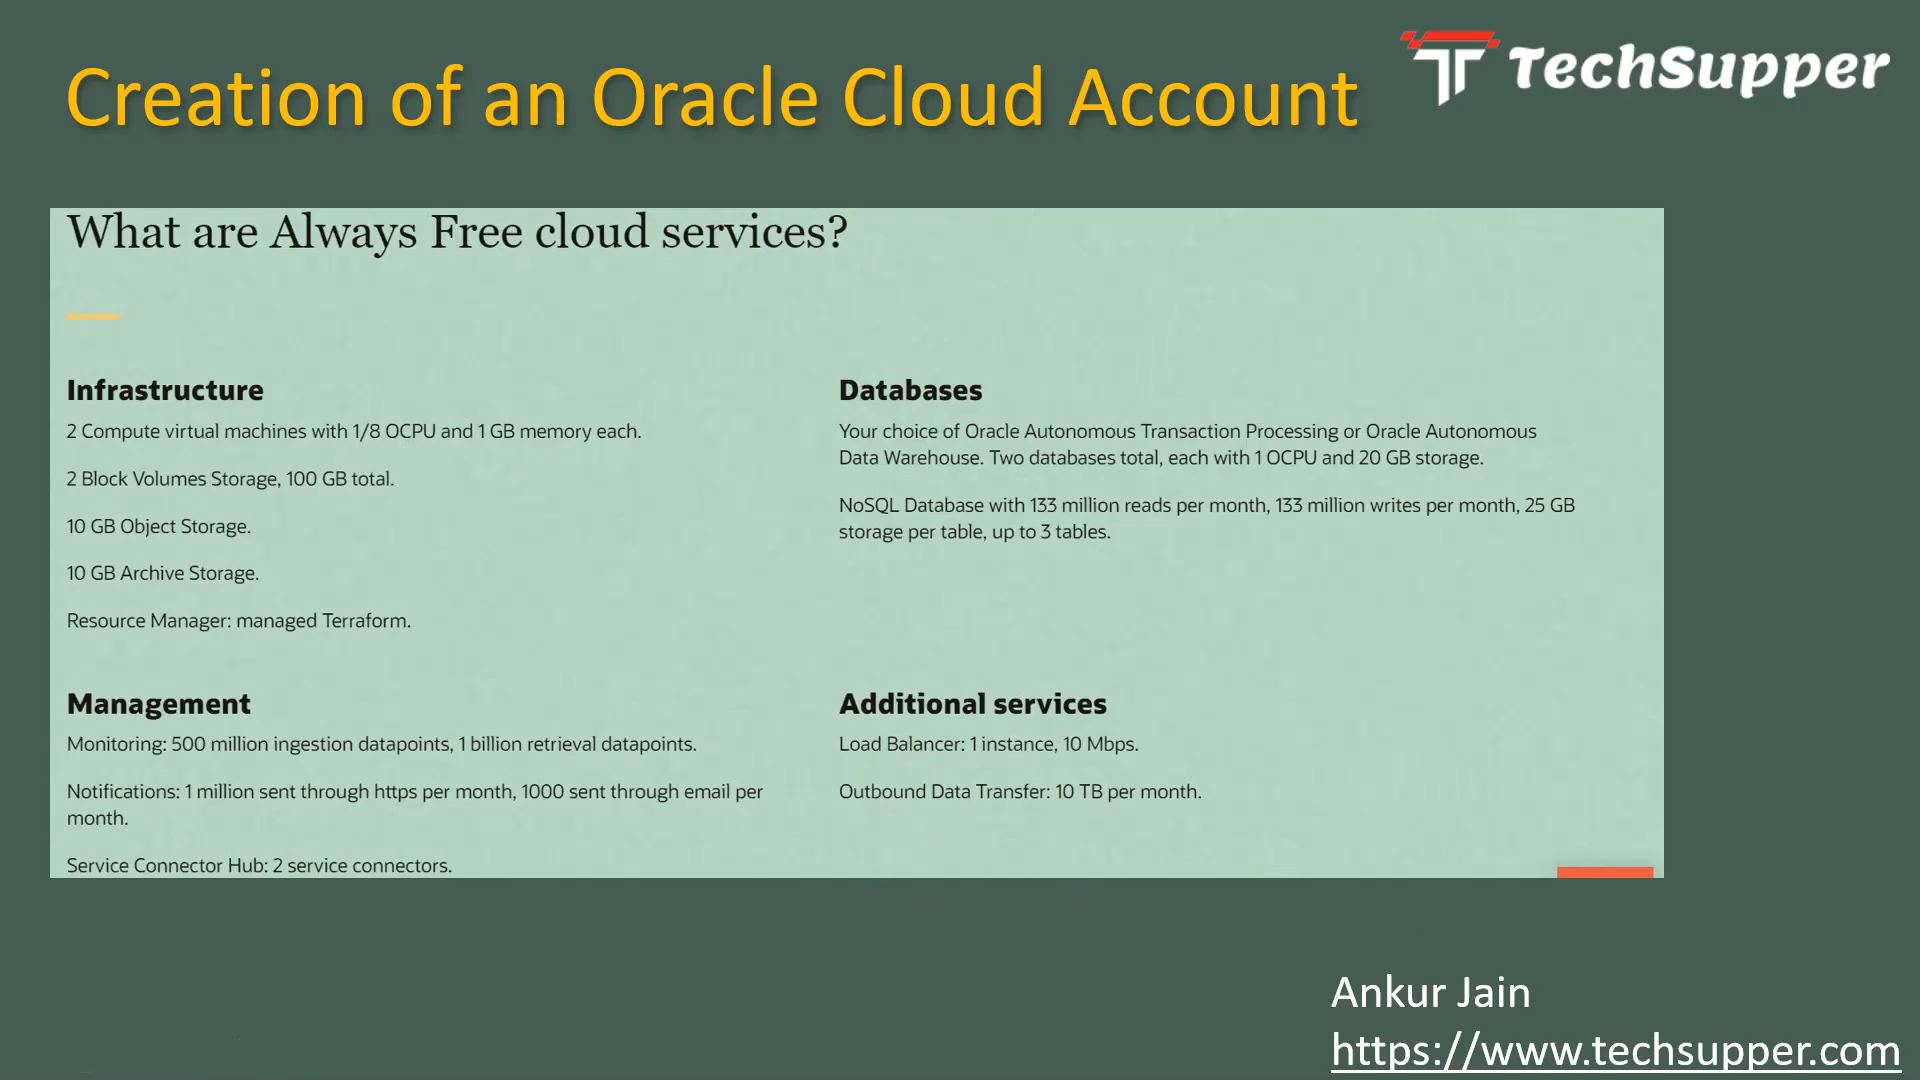 Creation of an Oracle Cloud Account
TechSupper
What are Always Free cloud services?
Infrastructure
2 Compute virtual machines with 1/8 OCPU and 1 GB memory each.
2 Block Volumes Storage, 100 GB total.
10 GB Object Storage.
10 GB Archive Storage.
Resource Manager: managed Terraform.
Databases
Your choice of Oracle Autonomous Transaction Processing or Oracle Autonomous
Data Warehouse. Two databases total, each with 1 OCPU and 20 GB storage.
NoSQL Database with 133 million reads per month, 133 million writes per month, 25 GB
storage per table, up to 3 tables.
Management
Monitoring: 500 million ingestion datapoints, 1 billion retrieval datapoints.
Notifications: 1 million sent through https per month, 1000 sent through email per
month.
Service Connector Hub: 2 service connectors.
Additional services
Load Balancer: 1 instance, 10 Mbps.
Outbound Data Transfer: 10 TB per month.
Ankur Jain
https://www.techsupper.com